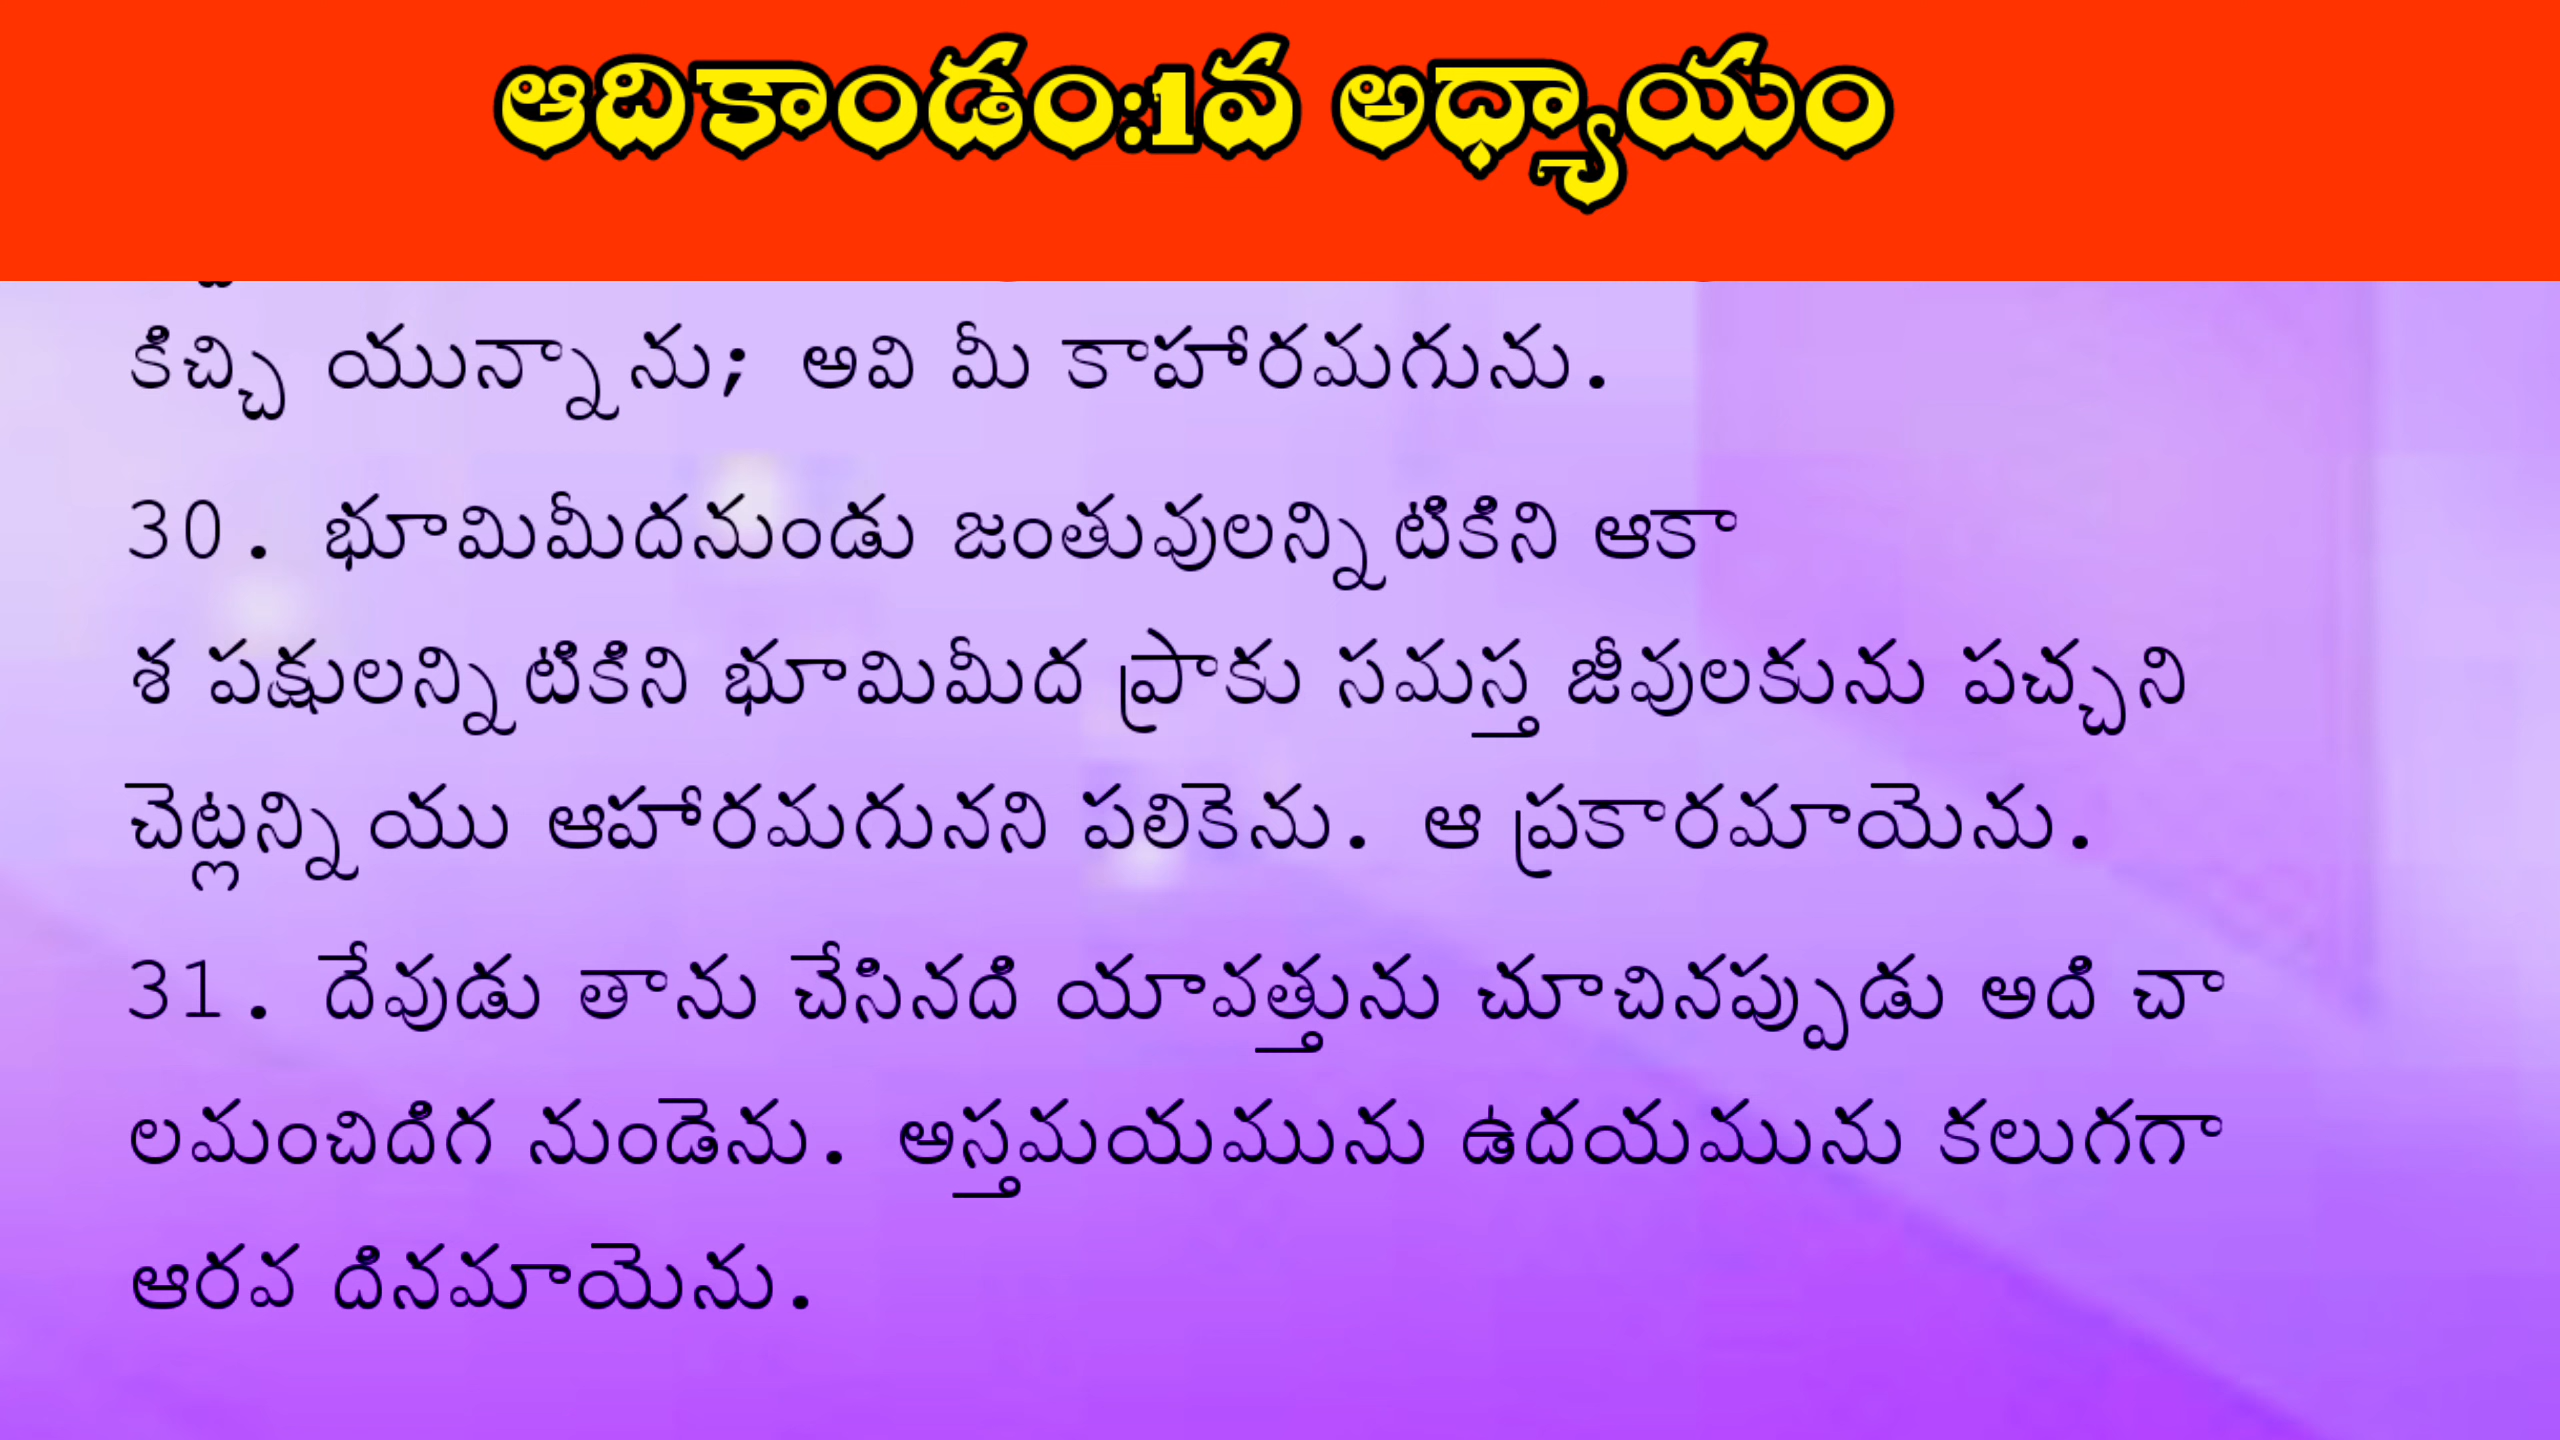 ఆదికాండం:1వ అధ్యాయం
కిచ్చి యున్నాను; అవి మీ కాహారమగును.
30. భూమిమీదనుండు జంతువులన్నిటికిని ఆకా
శ పక్షులన్నిటికిని భూమిమీద ప్రాకు సమస్త జీవులకును పచ్చని
చెట్లన్నియు ఆహారమగునని పలికెను. ఆ ప్రకారమాయెను.
31. దేవుడు తాను చేసినది యావత్తును చూచినప్పుడు అది చా
లమంచిదిగ నుండెను. అస్తమయమును ఉదయమును కలుగగా
ఆరవ దినమాయెను.